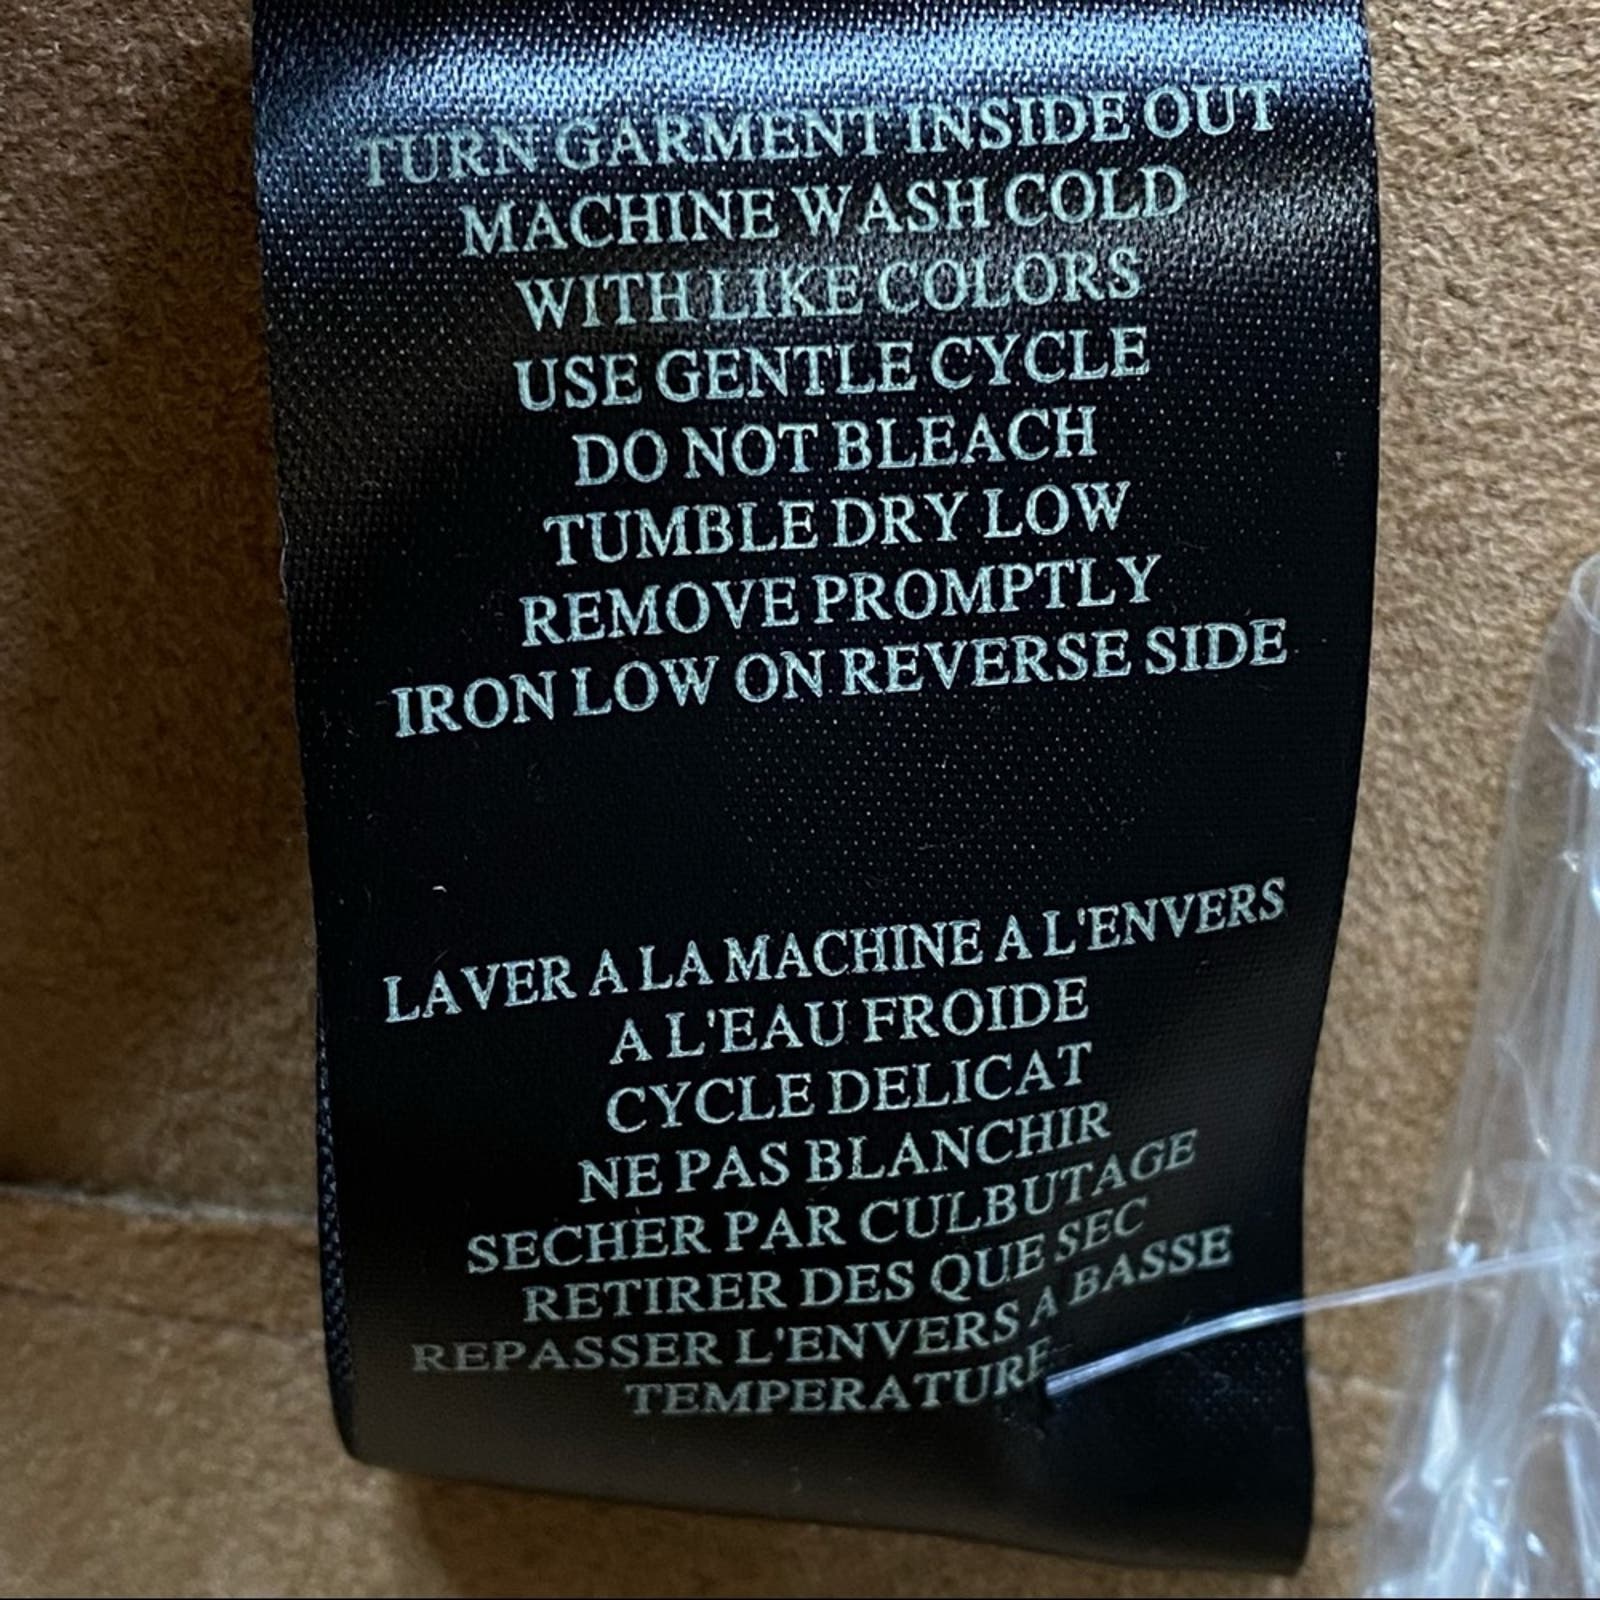 TURN GARMENT INSIDE OUT
MACHINE WASH COLD
WITH LIKE COLORS
USE GENTLE CYCLE
DO NOT BLEACH
TUMBLE DRY LOW
REMOVE PROMPTLY
IRON LOW ON REVERSE SIDE
LAVER A LA MACHINE A L'ENVERS
A L'EAU FROIDE
CYCLE DELICAT
NE PAS BLANCHIR
SECHER PAR CULBUTAGE
RETIRER DES QUE SEC
REPASSER L'ENVERS A BASSE
TEMPERATURE